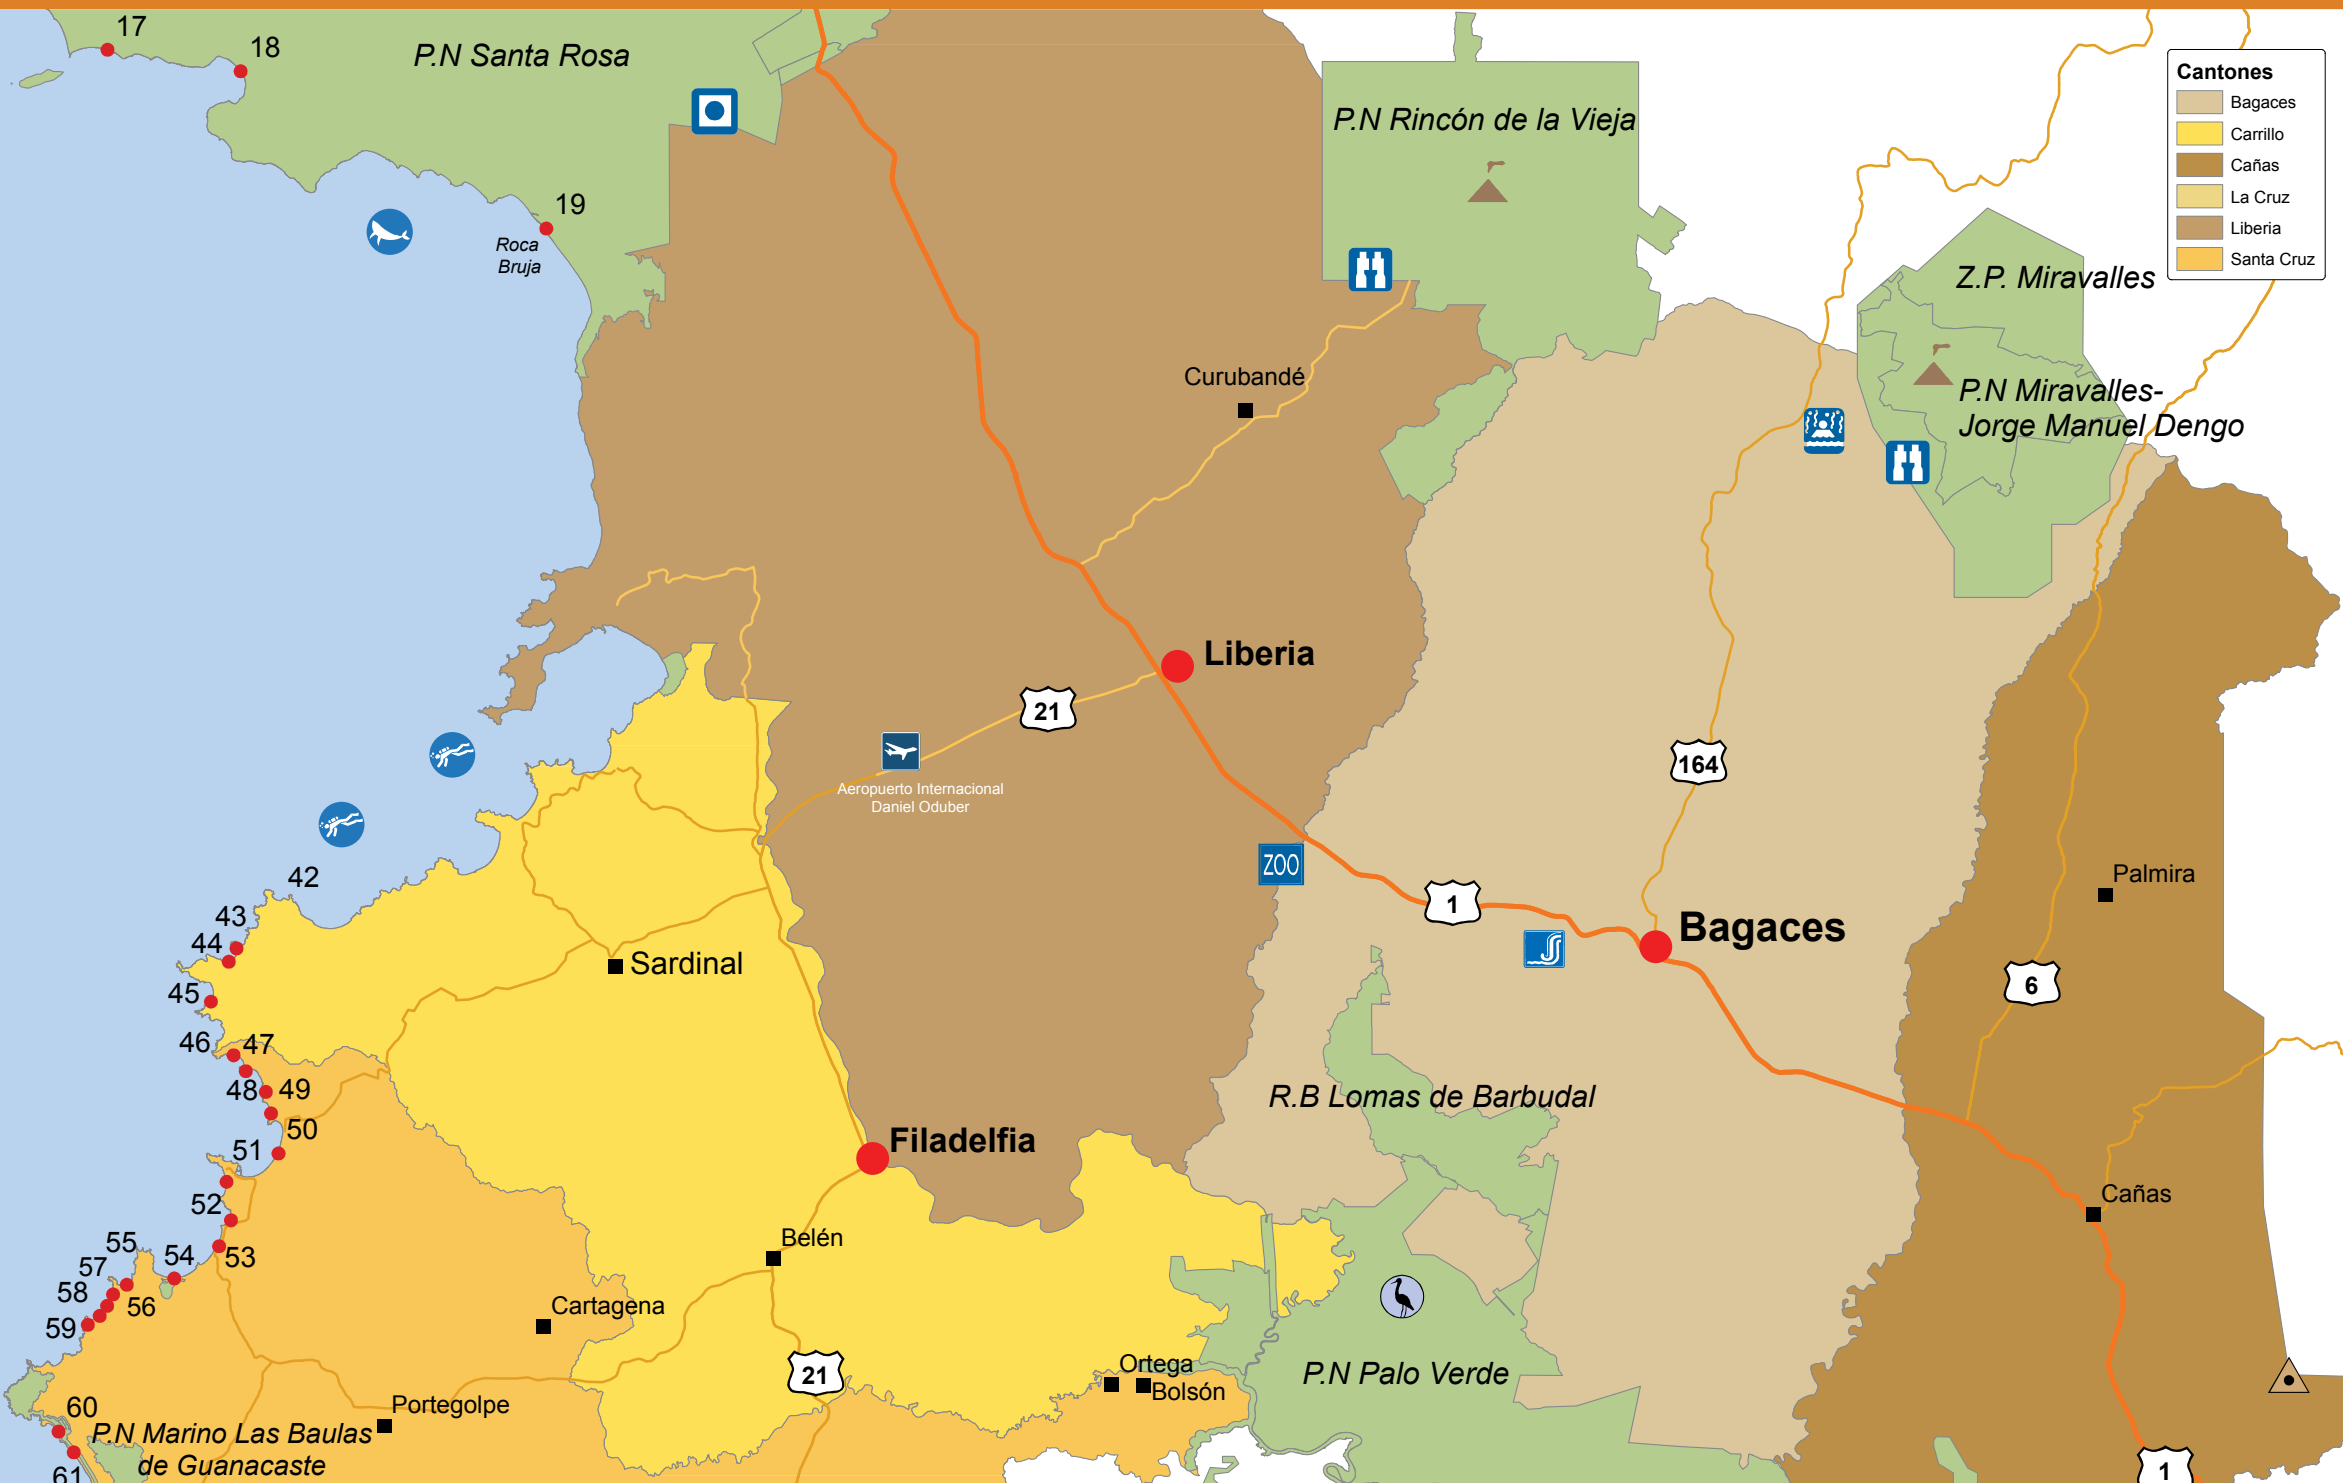 17
18
P.N Santa Rosa
P.N Rincón de la Vieja
Cantones
Bagaces
Carrillo
Cañas
La Cruz
Liberia
Santa Cruz
19
Roca
Bruja
Z.P. Miravalles
Curubandé
P.N Miravalles-
Jorge Manuel Dengo
Liberia
21
164
Aeropuerto Internacional
Daniel Oduber
ZOO
42
43
44
45
46
47
48
49
50
51
52
53
54
55
56
57
58
59
60
61
1
Bagaces
Palmira
Sardinal
6
R.B Lomas de Barbudal
Filadelfia
Cañas
Belén
Cartagena
21
Ortega
Bolsón
P.N Palo Verde
Portegolpe
P.N Marino Las Baulas
de Guanacaste
1